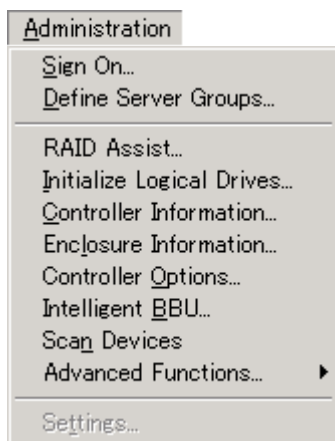 Administration
Sign On...
Define Server Groups...
RAID Assist...
Initialize Logical Drives...
Controller Information...
Enclosure Information...
Controller Options...
Intelligent BBU...
Scan Devices
Advanced Functions...
Settings...